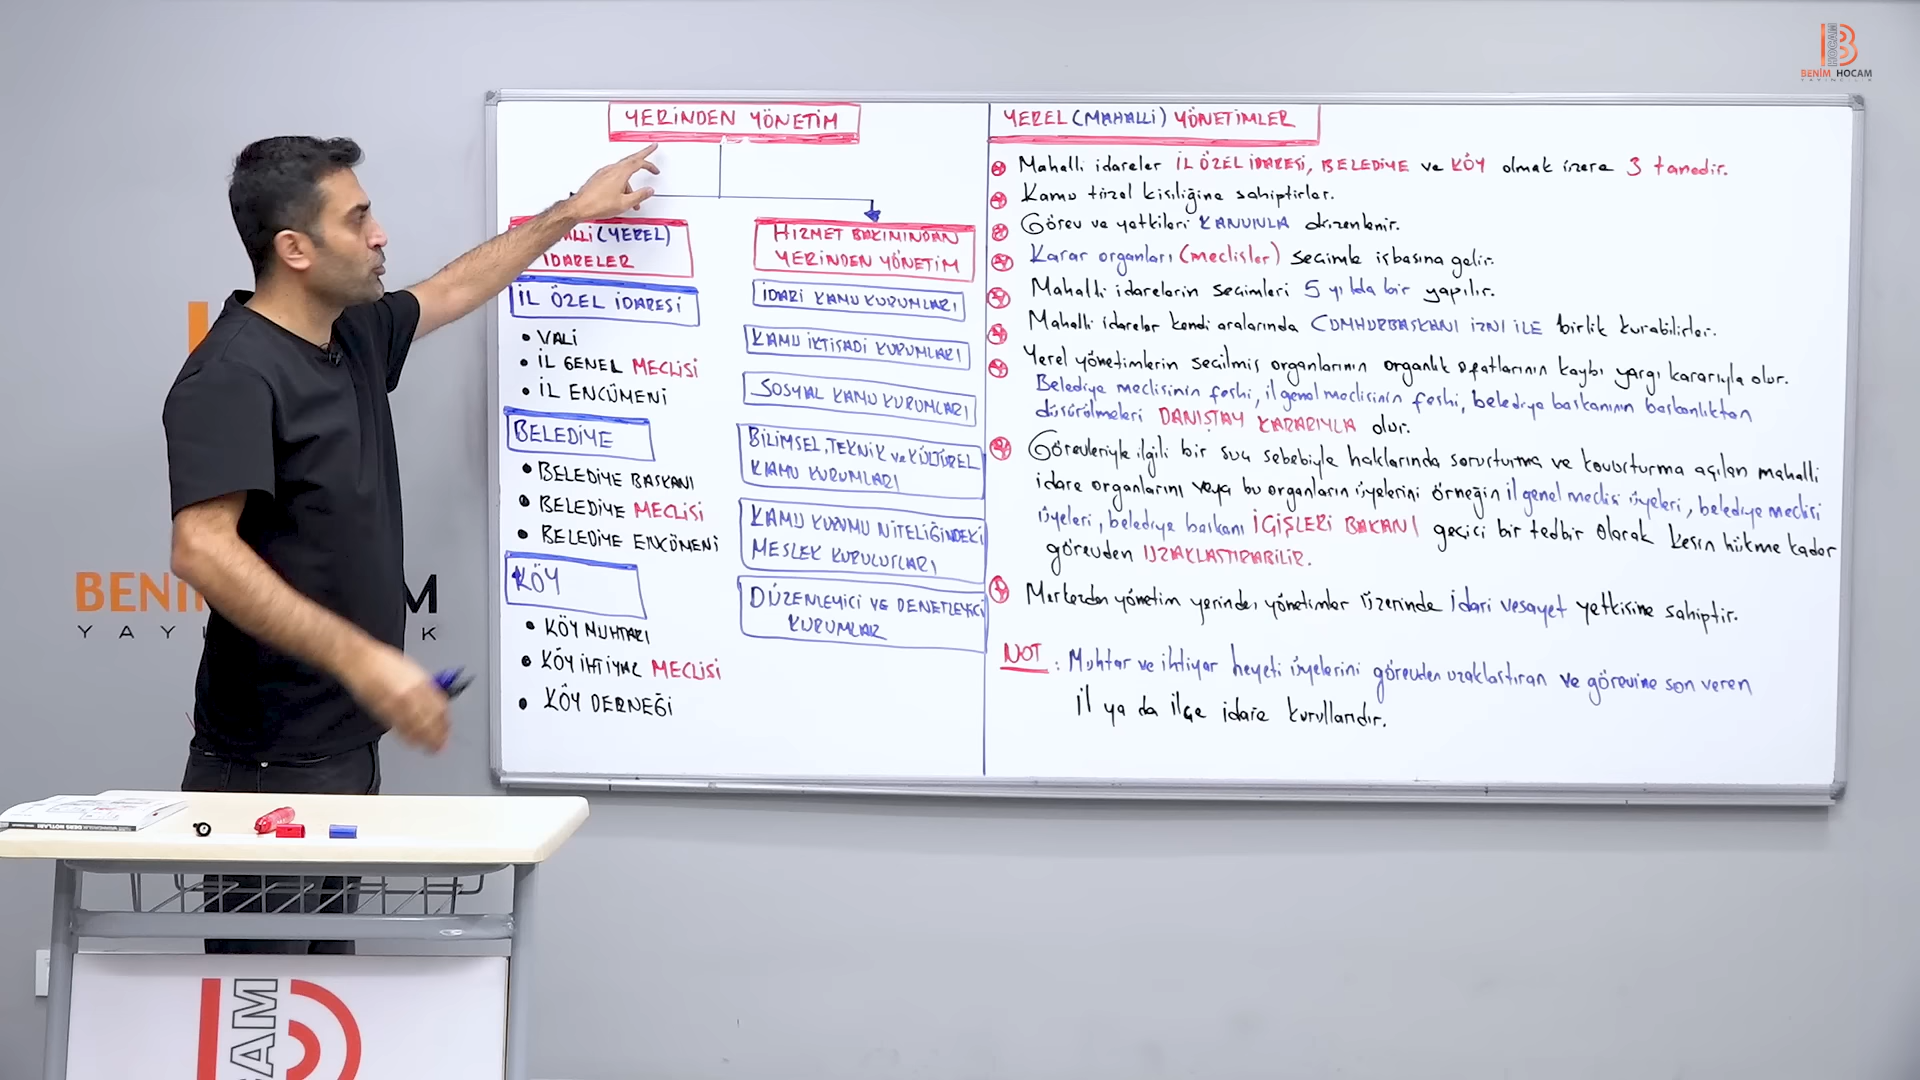 BENİM HOCAM
YAYINCILIK
YERİNDEN YÖNETİM
(YEREL)
İDARELER
İL ÖZEL İDARESİ
• VALİ
• İL GENEL MECLİSİ
• İL ENCÜMENİ
BELEDİYE
• BELEDİYE BAŞKANI
• BELEDİYE MECLİSİ
• BELEDİYE ENCÜMENİ
KÖY
• KÖY MUHTARI
• KÖY İHTİYAR MECLİSİ
• KÖY DERNEĞİ
HİZMET BAKIMINDAN
YERİNDEN YÖNETİM
İDARİ KAMU KURUMLARI
KAMU İKTİSADİ KURUMLARI
SOSYAL KAMU KURUMLARI
BİLİMSEL, TEKNİK ve KÜLTÜREL
KAMU KURUMLARI
KAMU KURUMU NİTELİĞİNDEKİ
MESLEK KURULUŞLARI
DÜZENLEYİCİ VE DENETLEYİCİ
KURUMLAR
YEREL (MAHALLİ) YÖNETİMLER
Mahalli idareler İL ÖZEL İDARESİ, BELEDİYE ve KÖY olmak üzere 3 tanedir.
Kamu tüzel kişiliğine sahiptirler.
Görev ve yetkileri KANUNLA düzenlenir.
Karar organları (meclisler) seçimle işbaşına gelir.
Mahalli idarelerin seçimleri 5 yılda bir yapılır.
Mahalli idareler kendi aralarında CUMHURBAŞKANI İZNİ İLE birlik kurabilirler.
Yerel yönetimlerin seçilmiş organlarının organlık sıfatlarının kaybı yargı kararıyla olur.
Belediye meclisinin feshi, il genel meclisinin feshi, belediye başkanının başkanlıktan
düşürülmeleri DANIŞTAY KARARIYLA olur.
Görevleriyle ilgili bir suç sebebiyle haklarında soruşturma ve kovuşturma açılan mahalli
idare organlarını veya bu organların üyelerini örneğin il genel meclisi üyeleri, belediye meclisi
üyeleri, belediye başkanı İÇİŞLERİ BAKANI geçici bir tedbir olarak kesin hükme kadar
görevden UZAKLAŞTIRABİLİR.
Merkezden yönetim yerinden yönetimler üzerinde idari vesayet yetkisine sahiptir.
NOT : Muhtar ve ihtiyar heyeti üyelerini görevden uzaklaştıran ve görevine son veren
İl ya da ilçe idare kurullarıdır.
DERS NOTLARI